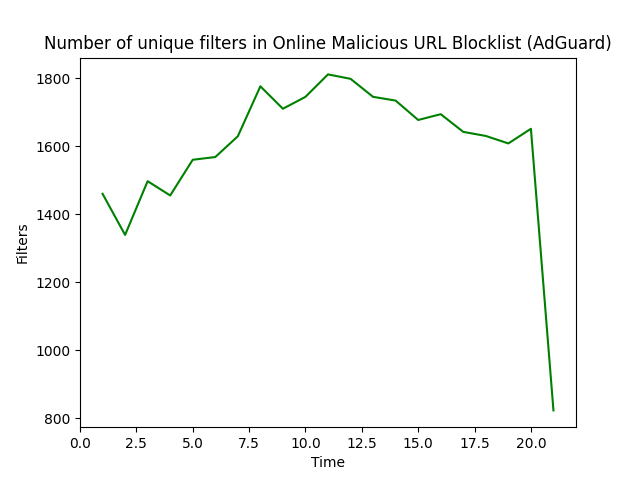 Number of unique filters in Online Malicious URL Blocklist (AdGuard)
1800
1600
1400
1200
1000
800
Filters
0.0 2.5 5.0 7.5 10.0 12.5 15.0 17.5 20.0
Time